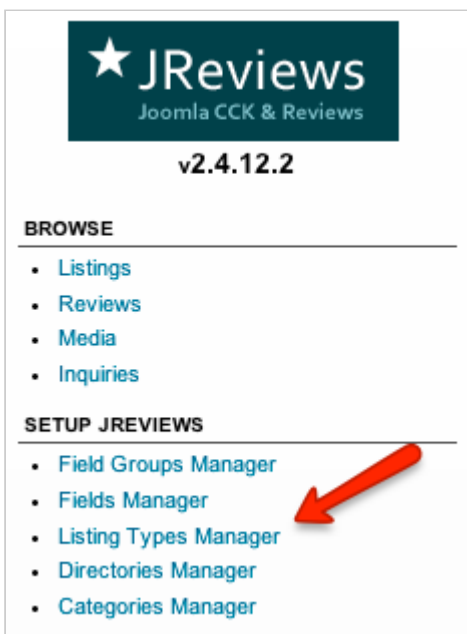 JReviews
Joomla CCK & Reviews
v2.4.12.2
BROWSE
Listings
Reviews
Media
Inquiries
SETUP JREVIEWS
Field Groups Manager
Fields Manager
Listing Types Manager
Directories Manager
Categories Manager